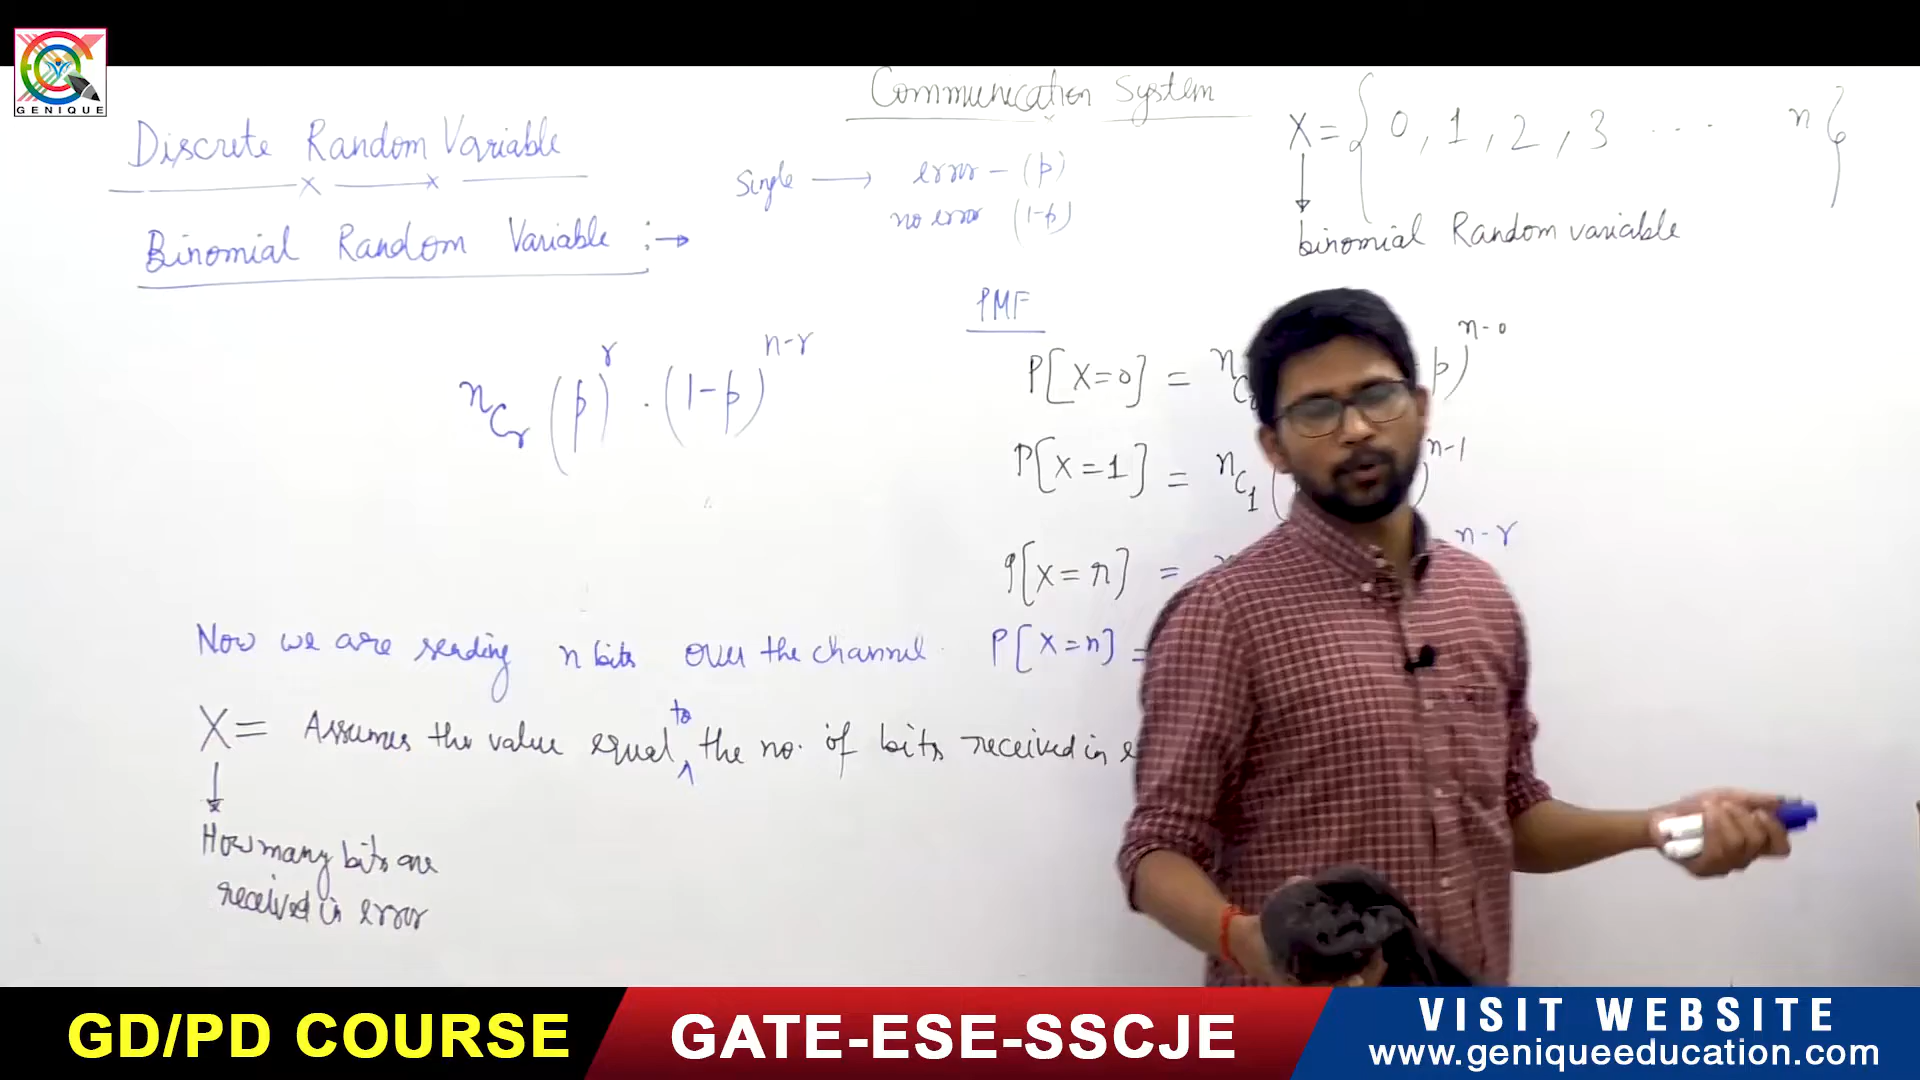 GENIQUE
Communication System
Discrete Random Variable
Binomial Random Variable :→
Single → error - (p)
no error (1-p)
X = { 0, 1, 2, 3 ... n }
binomial Random variable
nCr (p)^r . (1-p)^n-r
PMF
P[X=0] = nC p)^n-0
P[X=1] = nC1 ( )^n-1
P[X=r] = n-r
P[X=n] =
Now we are sending n bits over the channel.
X = Assumes the value equal to the no. of bits received in
How many bits are
received in error
GD/PD COURSE
GATE-ESE-SSCJE
VISIT WEBSITE
www.geniqueeducation.com